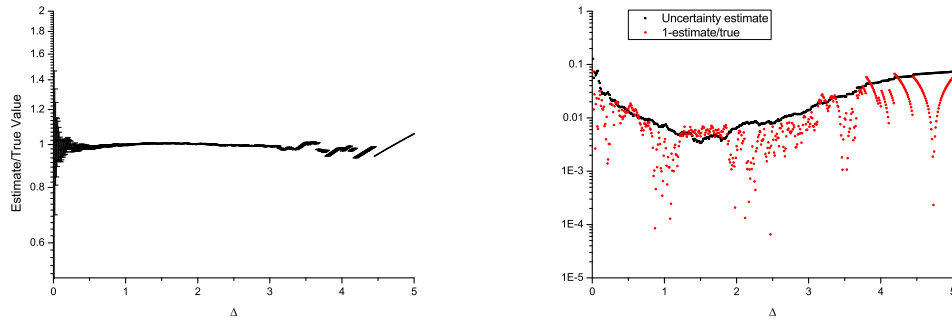 2
1.8
1.6
1.4
1.2
1
0.8
0.6
Estimate/True Value
0
1
2
3
4
5
Δ
Uncertainty estimate
1-estimate/true
1
0.1
0.01
1E-3
1E-4
1E-5
0
1
2
3
4
5
Δ